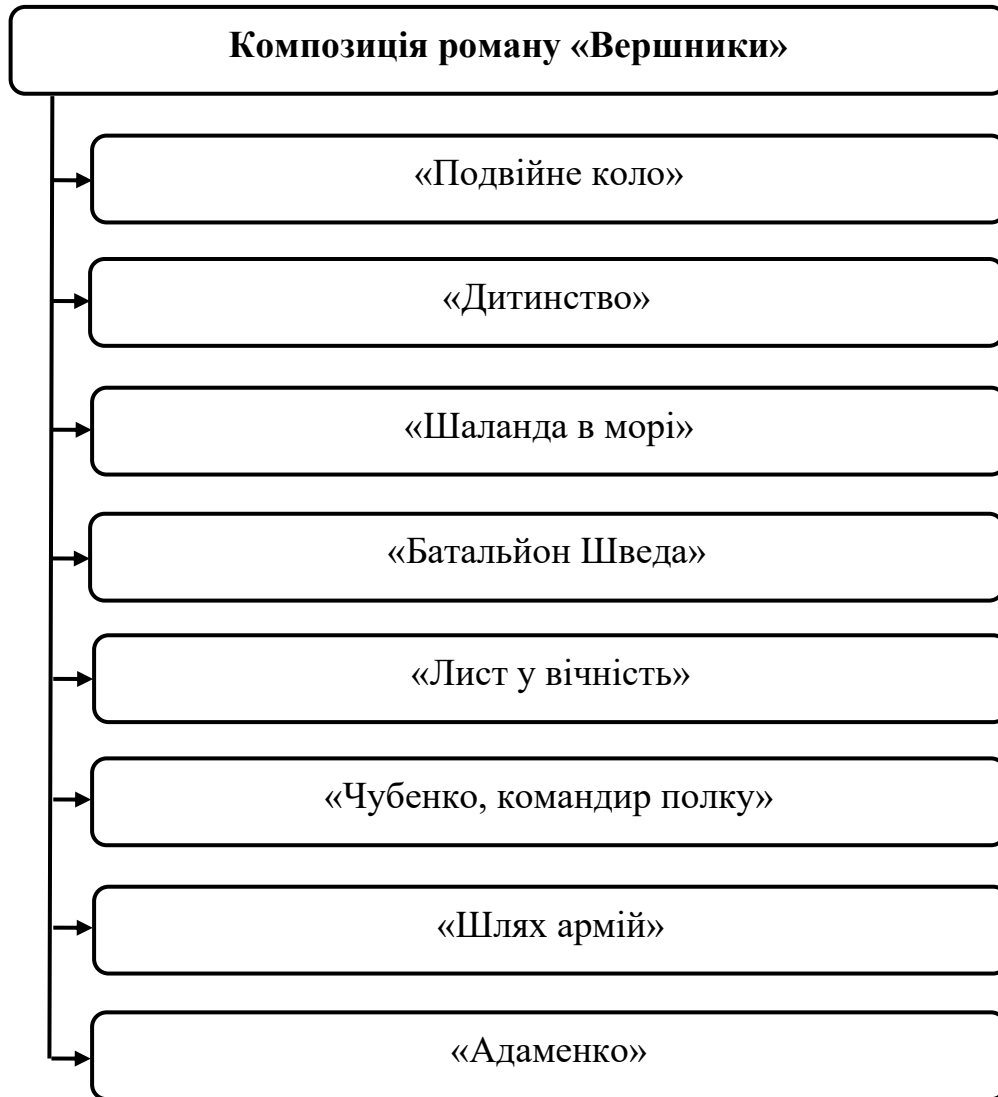 Композиція роману «Вершники»
«Подвійне коло»
«Дитинство»
«Шаланда в морі»
«Батальйон Шведа»
«Лист у вічність»
«Чубенко, командир полку»
«Шлях армій»
«Адаменко»